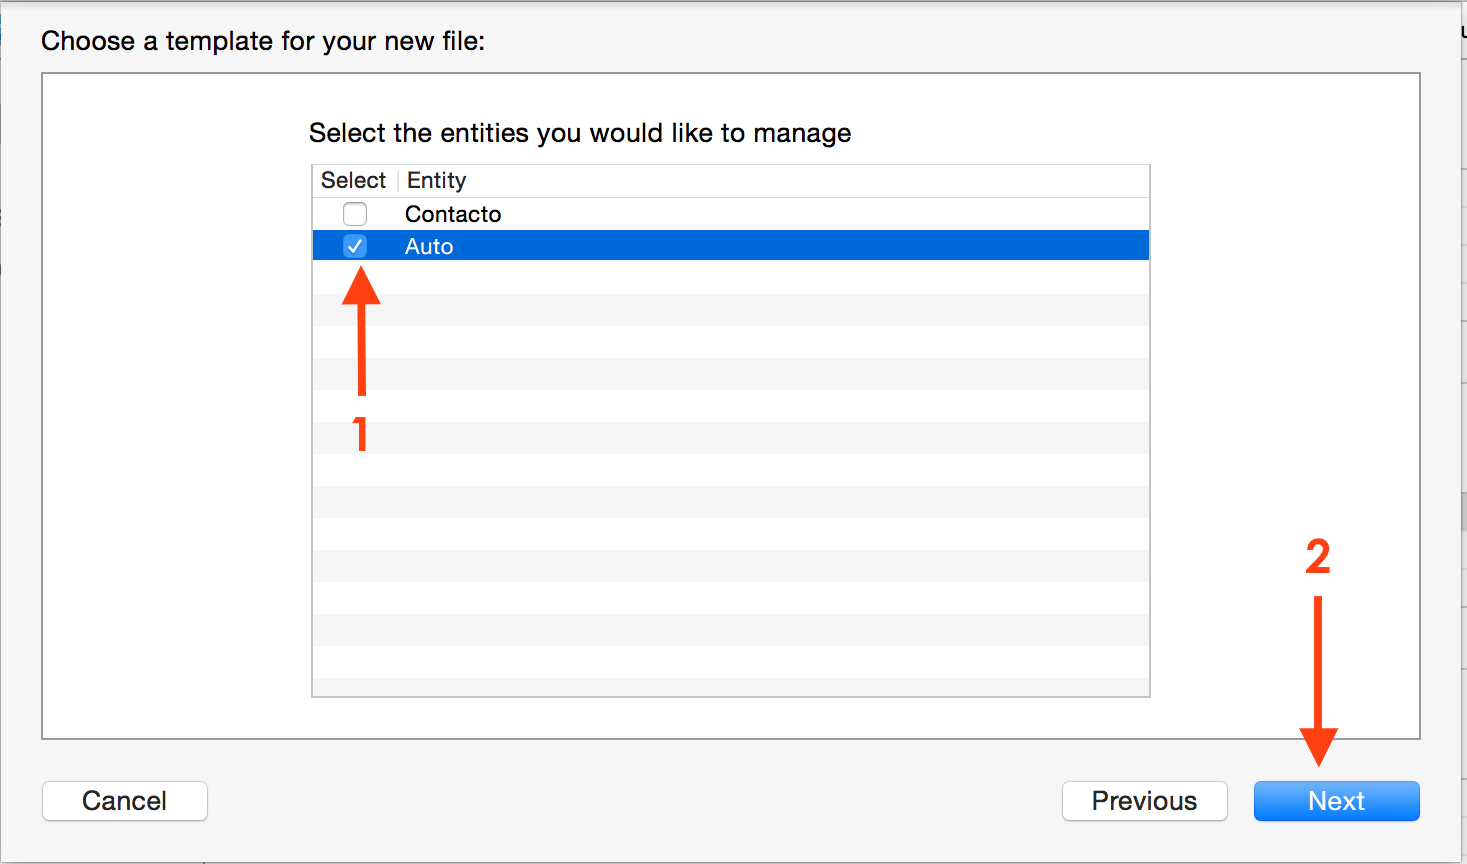 Choose a template for your new file:
Select the entities you would like to manage
Select Entity
Contacto
Auto
1
2
Cancel Previous Next